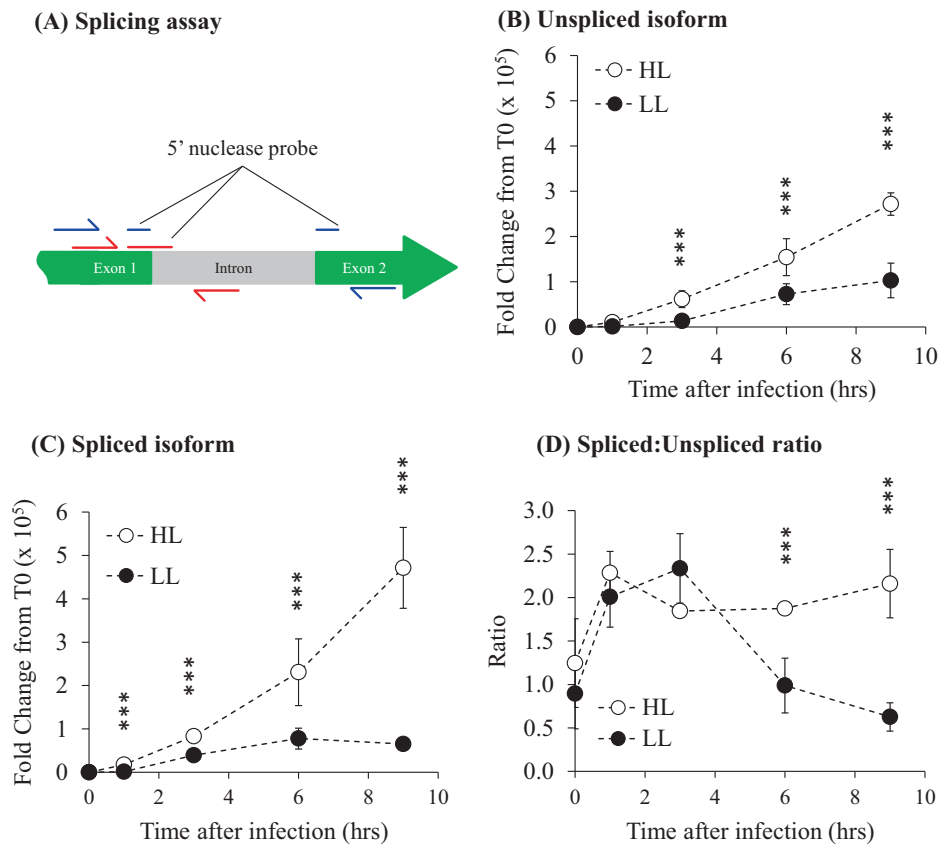 (A) Splicing assay
5' nuclease probe
Exon 1
Intron
Exon 2
(B) Unspliced isoform
Fold Change from T0 (x 10⁵)
6
5
4
3
2
1
0
HL
LL
***
***
***
0 2 4 6 8 10
Time after infection (hrs)
(C) Spliced isoform
Fold Change from T0 (x 10⁵)
6
5
4
3
2
1
0
HL
LL
***
***
***
***
0 2 4 6 8 10
Time after infection (hrs)
(D) Spliced:Unspliced ratio
Ratio
3.0
2.5
2.0
1.5
1.0
0.5
0.0
***
***
HL
LL
0 2 4 6 8 10
Time after infection (hrs)